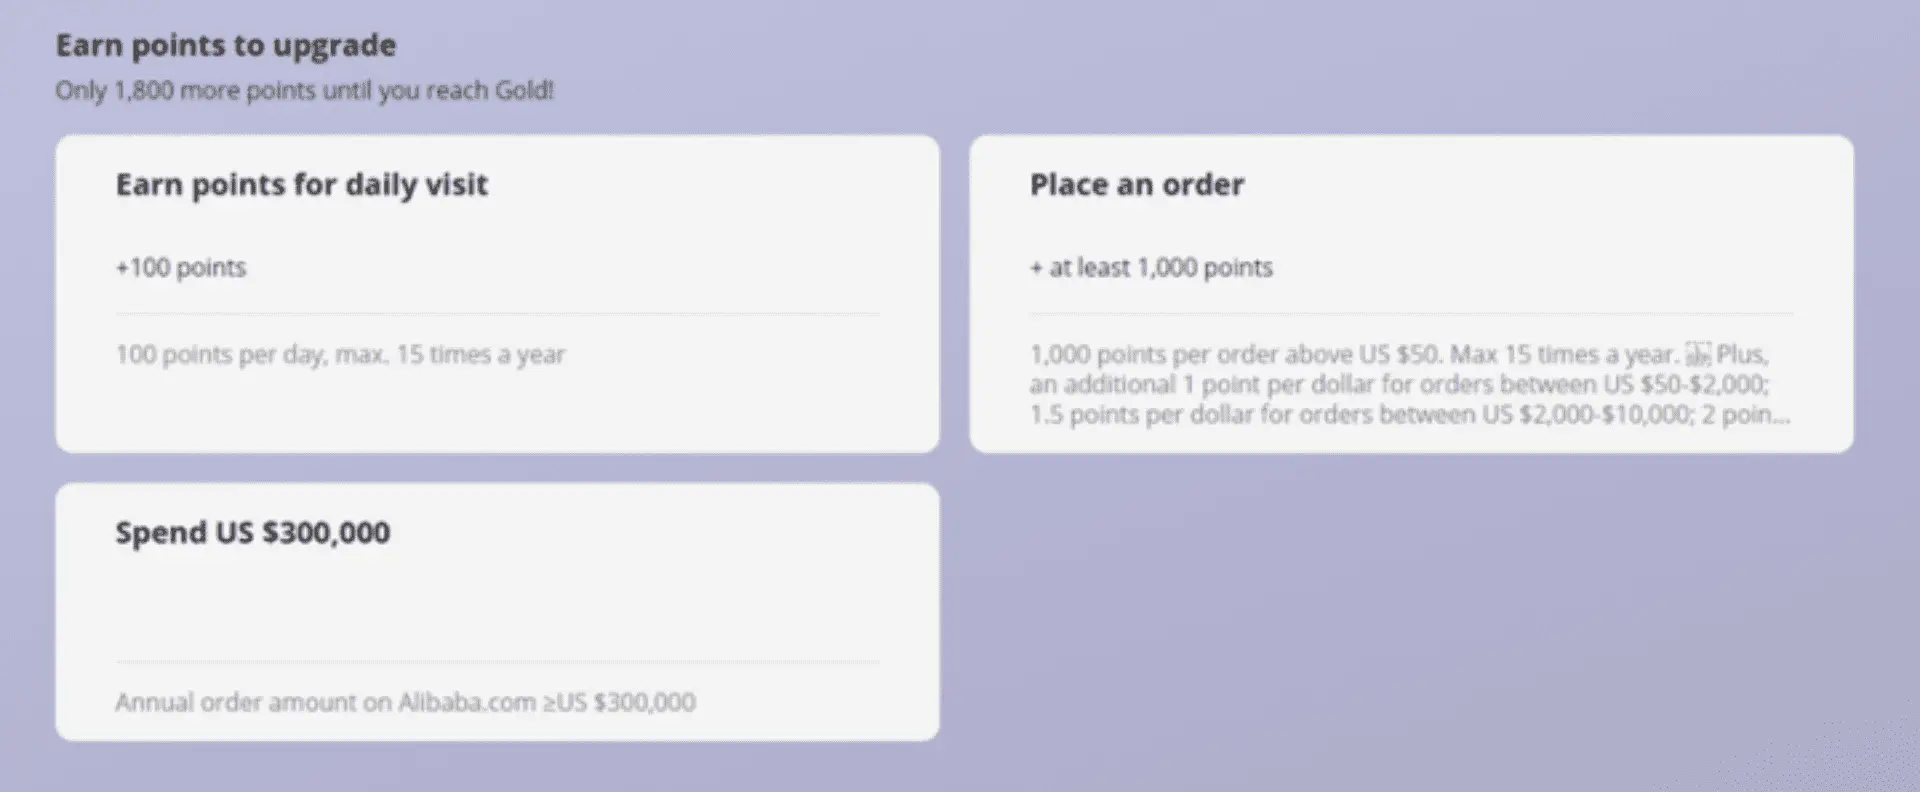 Earn points to upgrade
Only 1,800 more points until you reach Gold!
Earn points for daily visit
+100 points
100 points per day, max. 15 times a year
Place an order
+ at least 1,000 points
1,000 points per order above US $50. Max 15 times a year. Plus,
an additional 1 point per dollar for orders between US $50-$2,000;
1.5 points per dollar for orders between US $2,000-$10,000; 2 poin...
Spend US $300,000
Annual order amount on Alibaba.com ≥US $300,000